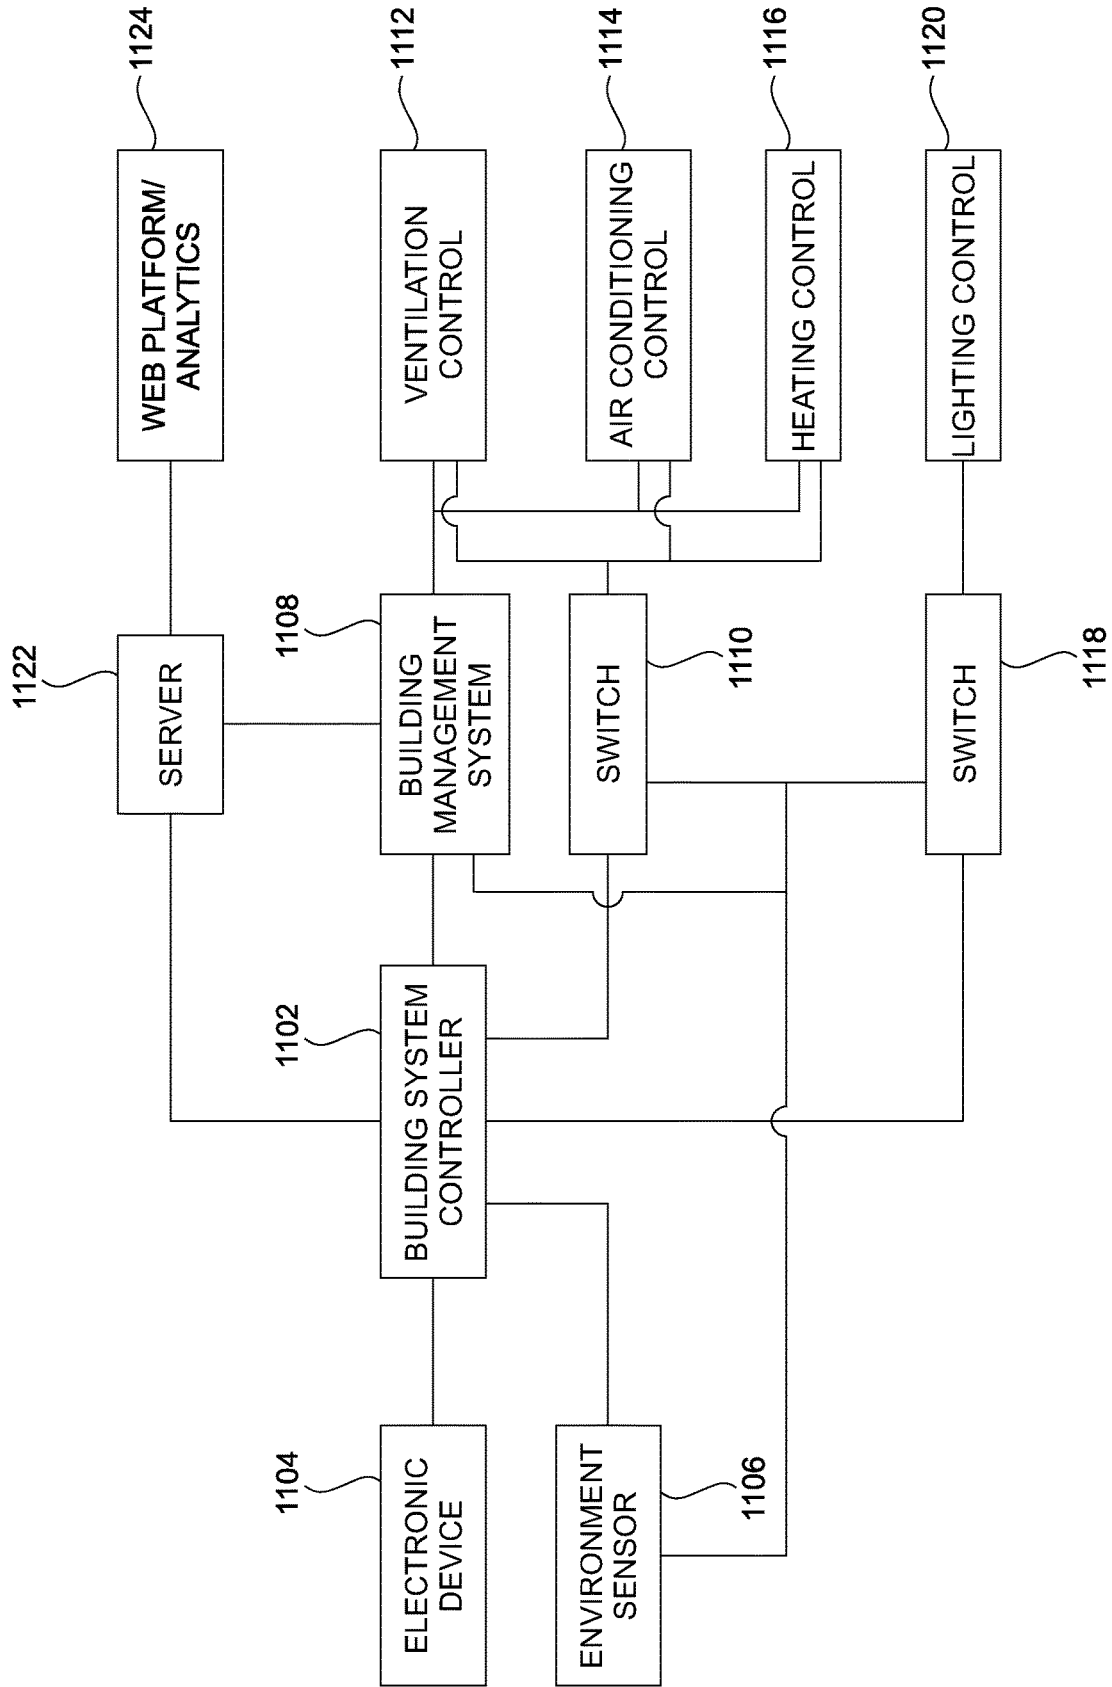 1122
SERVER
WEB PLATFORM/
ANALYTICS
1124
1104
ELECTRONIC
DEVICE
1102
BUILDING SYSTEM
CONTROLLER
1108
BUILDING
MANAGEMENT
SYSTEM
VENTILATION
CONTROL
1112
ENVIRONMENT
SENSOR
1106
SWITCH
1110
AIR CONDITIONING
CONTROL
1114
HEATING CONTROL
1116
SWITCH
1118
LIGHTING CONTROL
1120